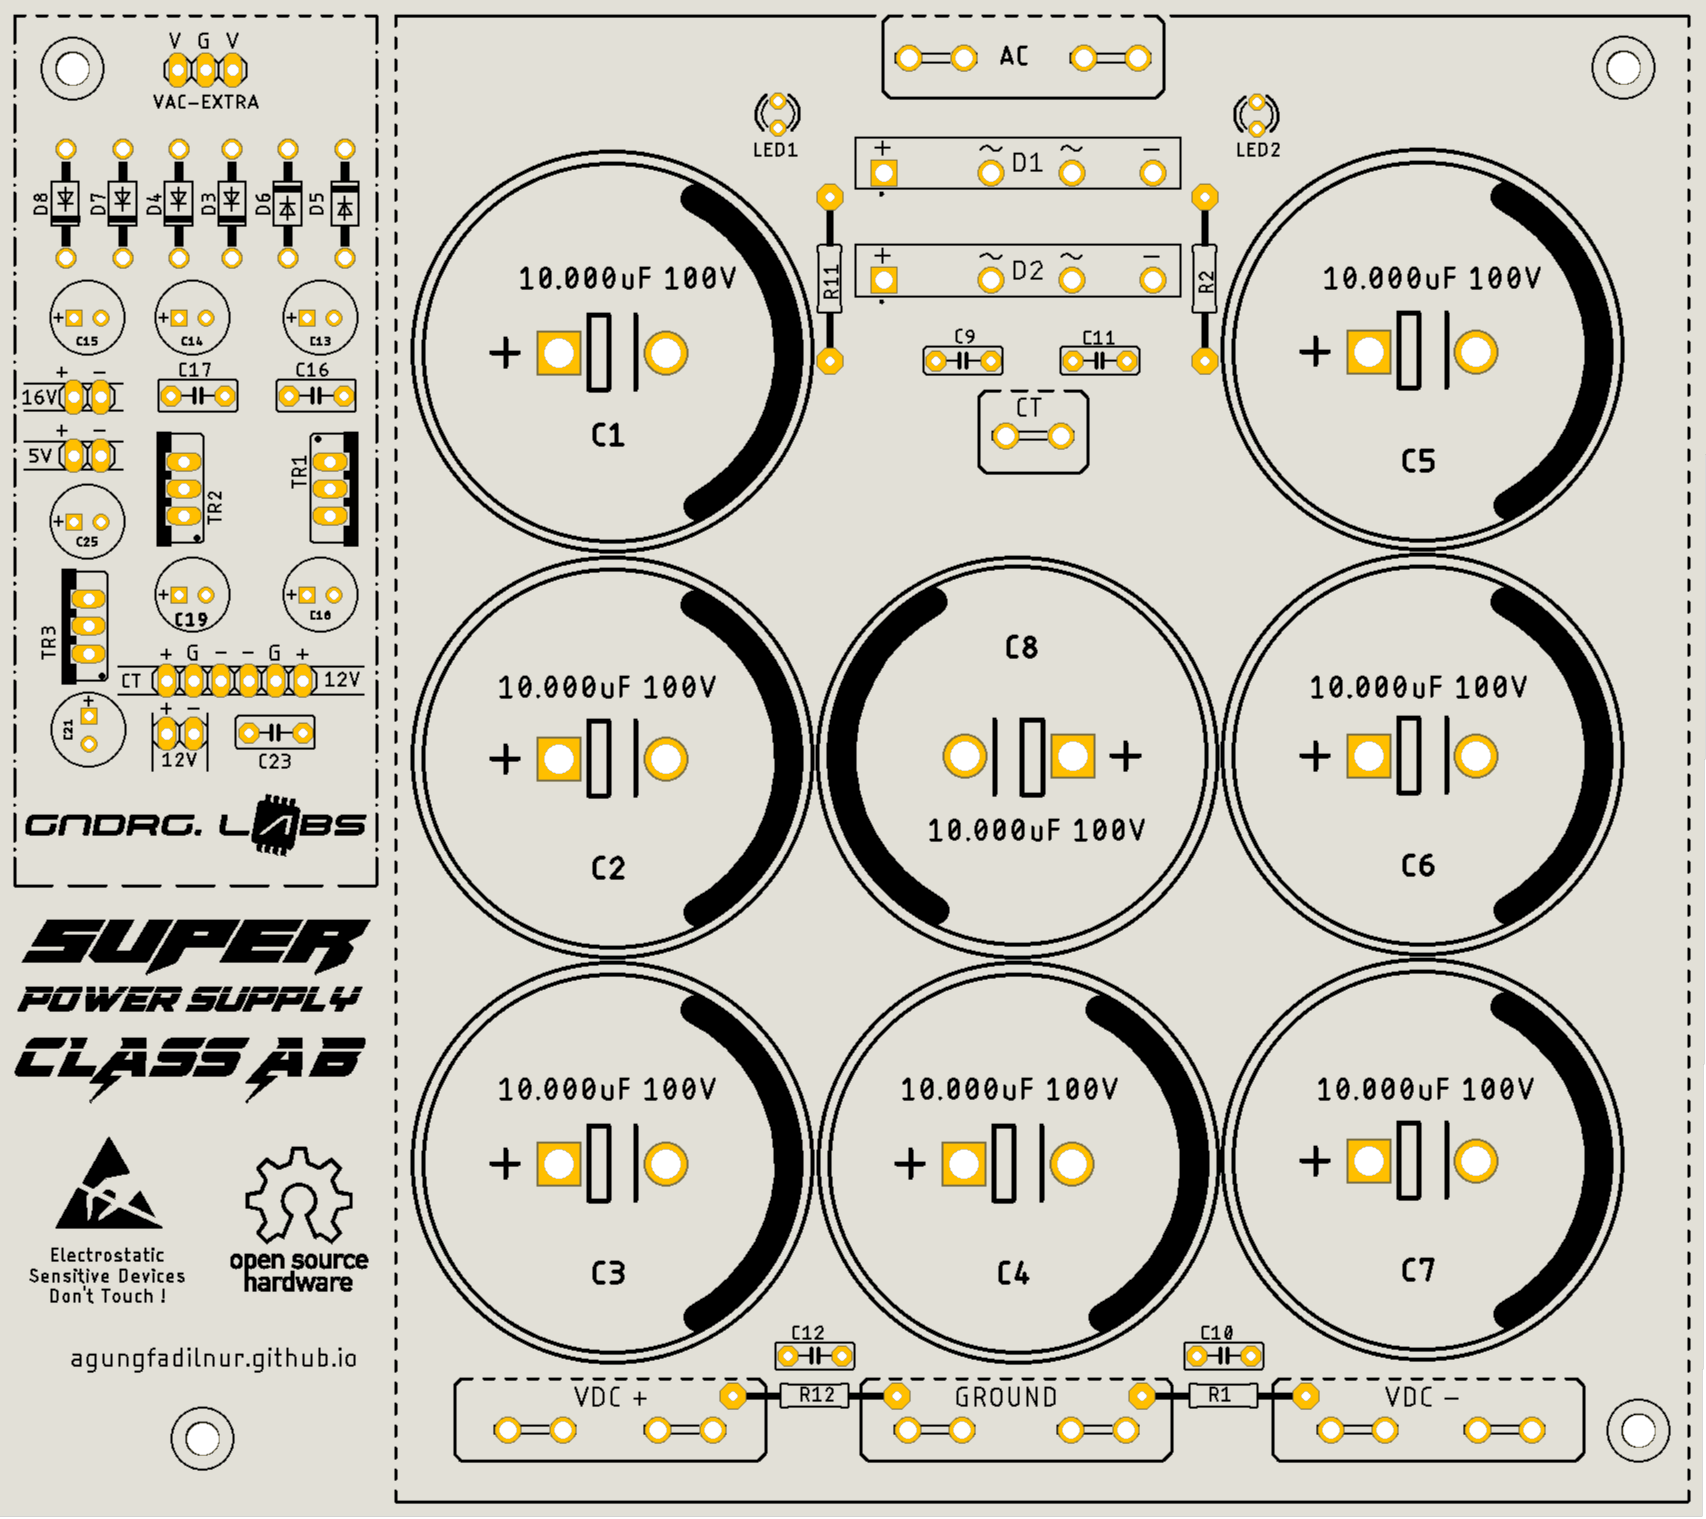 V G V
VAC-EXTRA
D8 D7 D4 D3 D6 D5
+ C15
+ C14
+ C13
+ -
16V
C17
C16
+ -
5V
TR2
TR1
+ C25
TR3
+ C19
+ C18
+ G - - G +
CT 12V
+ C21
+ -
12V
C23
GNDRG. LABS
SUPER
POWER SUPPLY
CLASS AB
Electrostatic
Sensitive Devices
Don't Touch !
open source
hardware
agungfadilnur.github.io
AC
LED1
LED2
+ ~ D1 ~ -
+ ~ D2 ~ -
R11
R2
C9
C11
CT
10.000uF 100V
+
C1
10.000uF 100V
+
C5
10.000uF 100V
+
C2
C8
+
10.000uF 100V
10.000uF 100V
+
C6
10.000uF 100V
+
C3
10.000uF 100V
+
C4
10.000uF 100V
+
C7
C12
C10
VDC +
R12
GROUND
R1
VDC -